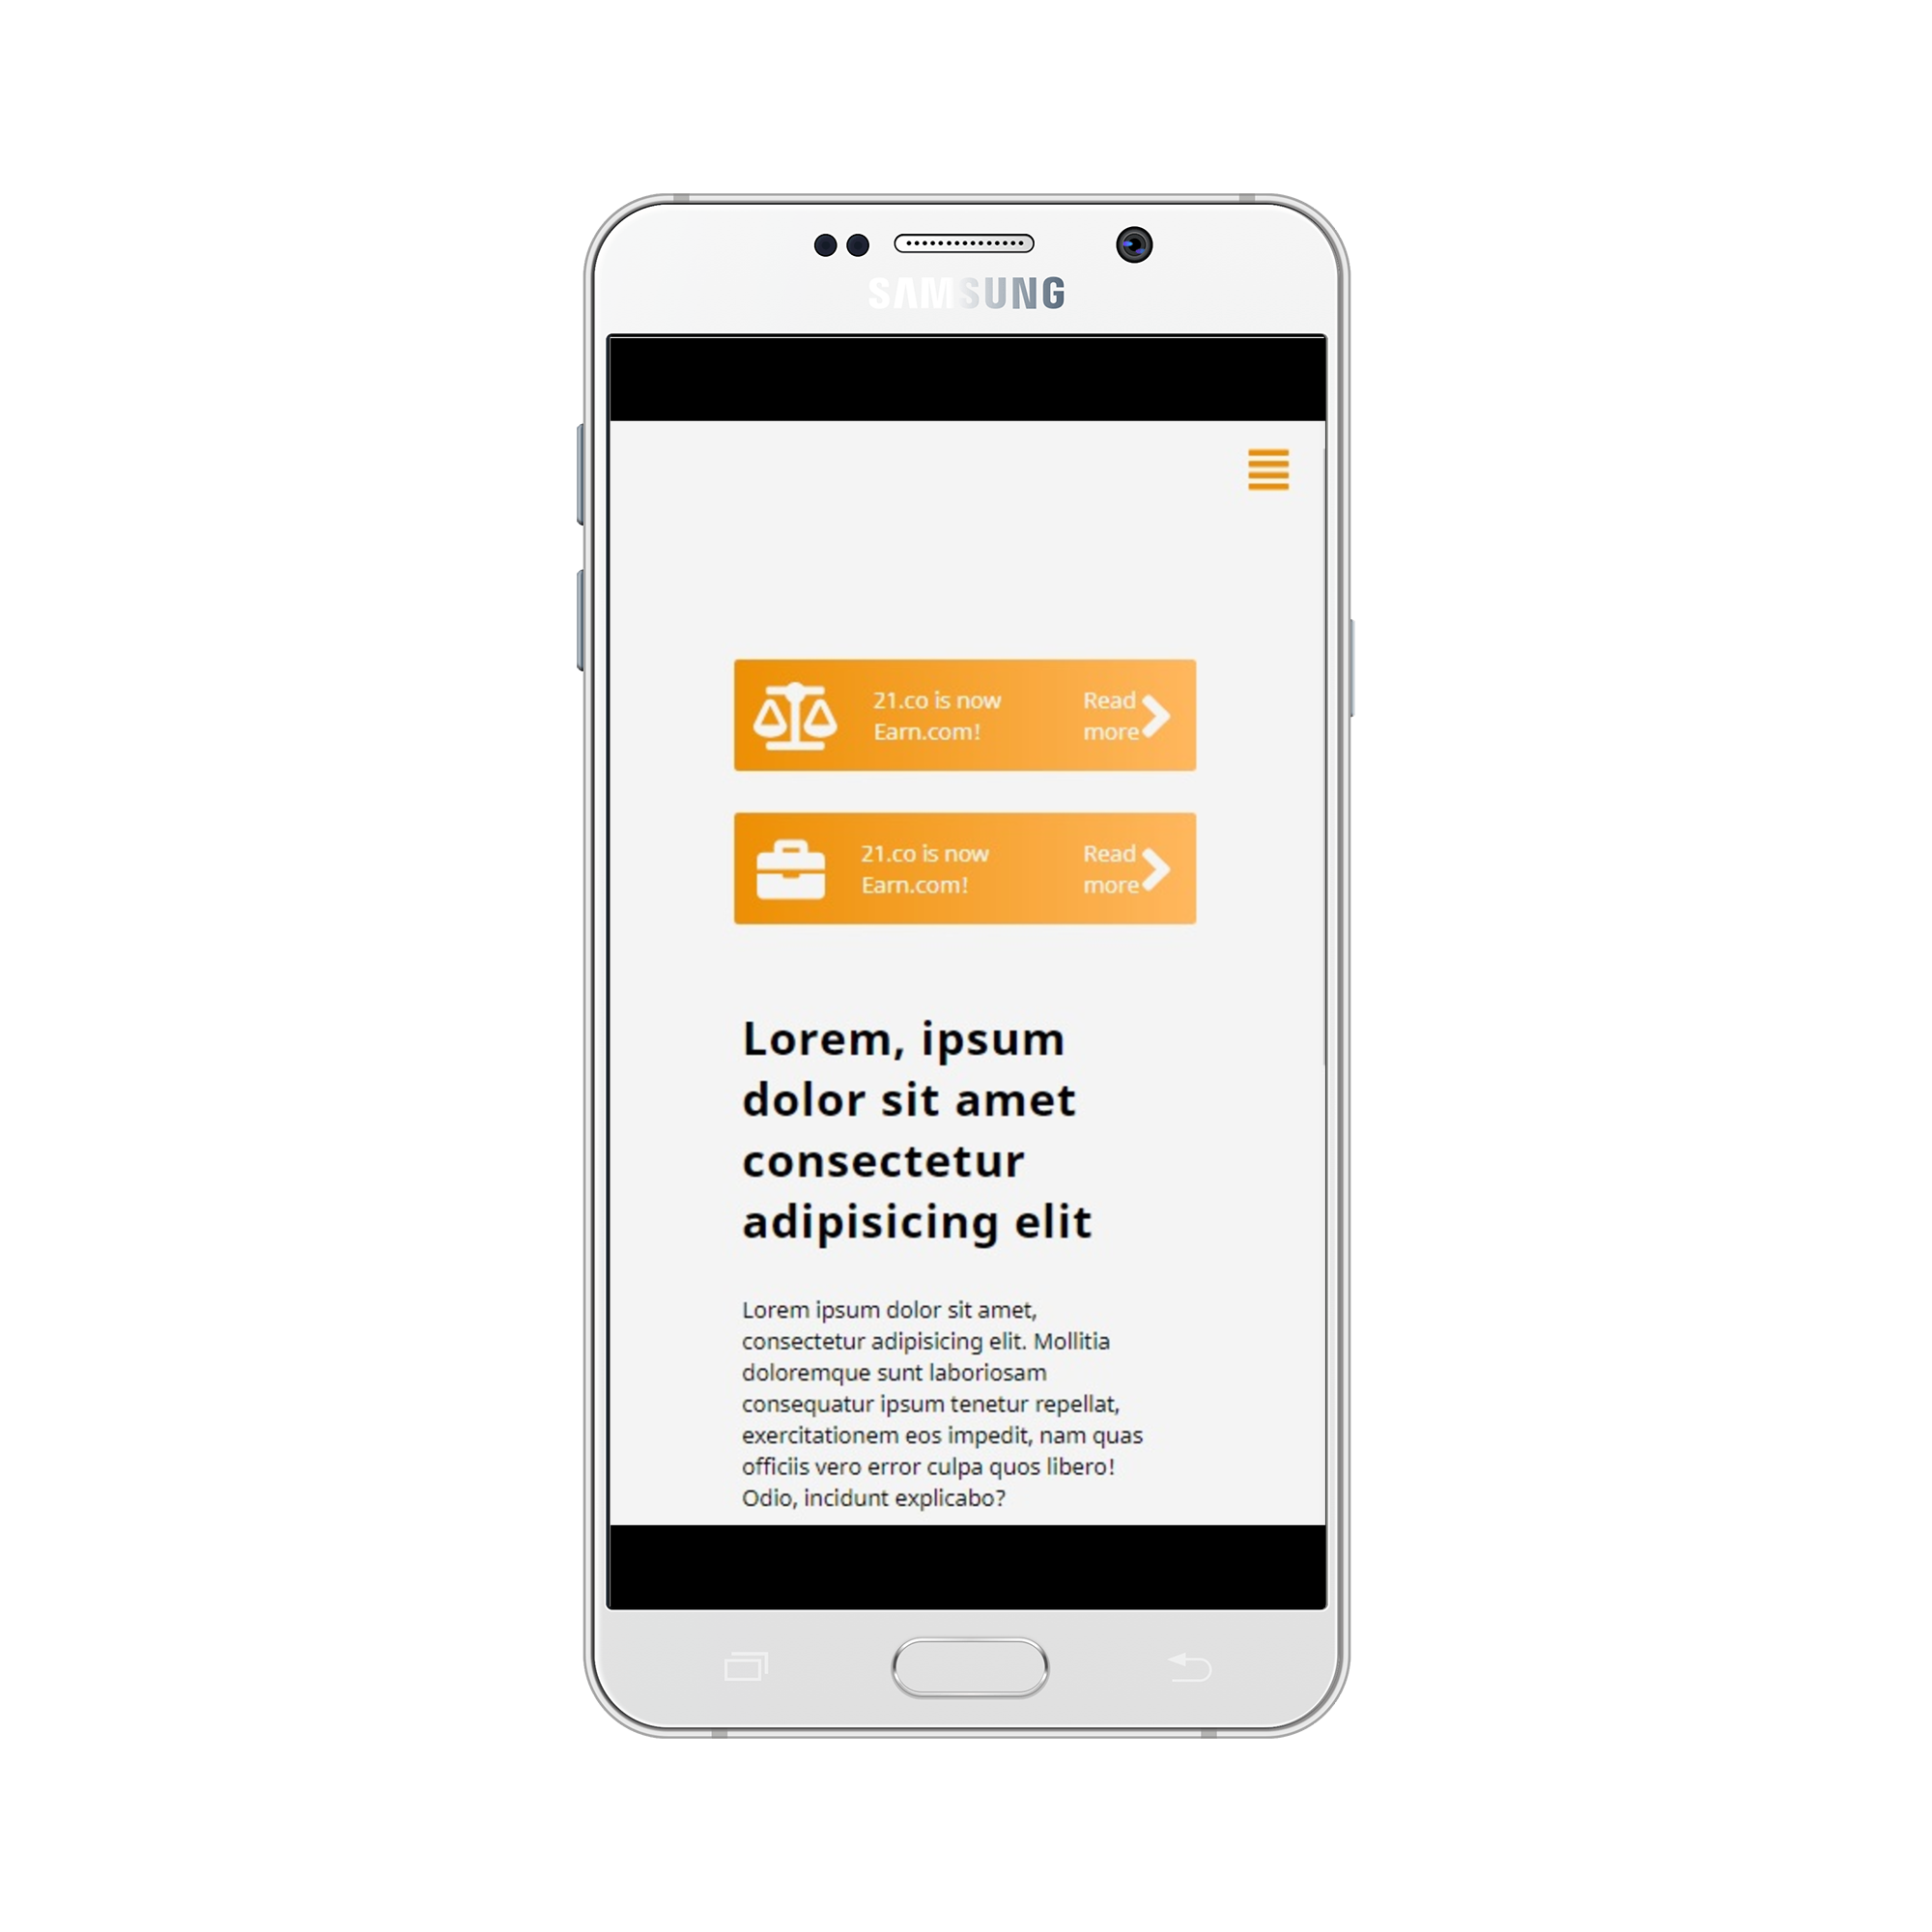 SAMSUNG
21.co is now
Earn.com!
Read
more
21.co is now
Earn.com!
Read
more
Lorem, ipsum
dolor sit amet
consectetur
adipisicing elit
Lorem ipsum dolor sit amet,
consectetur adipisicing elit. Mollitia
doloremque sunt laboriosam
consequatur ipsum tenetur repellat,
exercitationem eos impedit, nam quas
officiis vero error culpa quos libero!
Odio, incidunt explicabo?